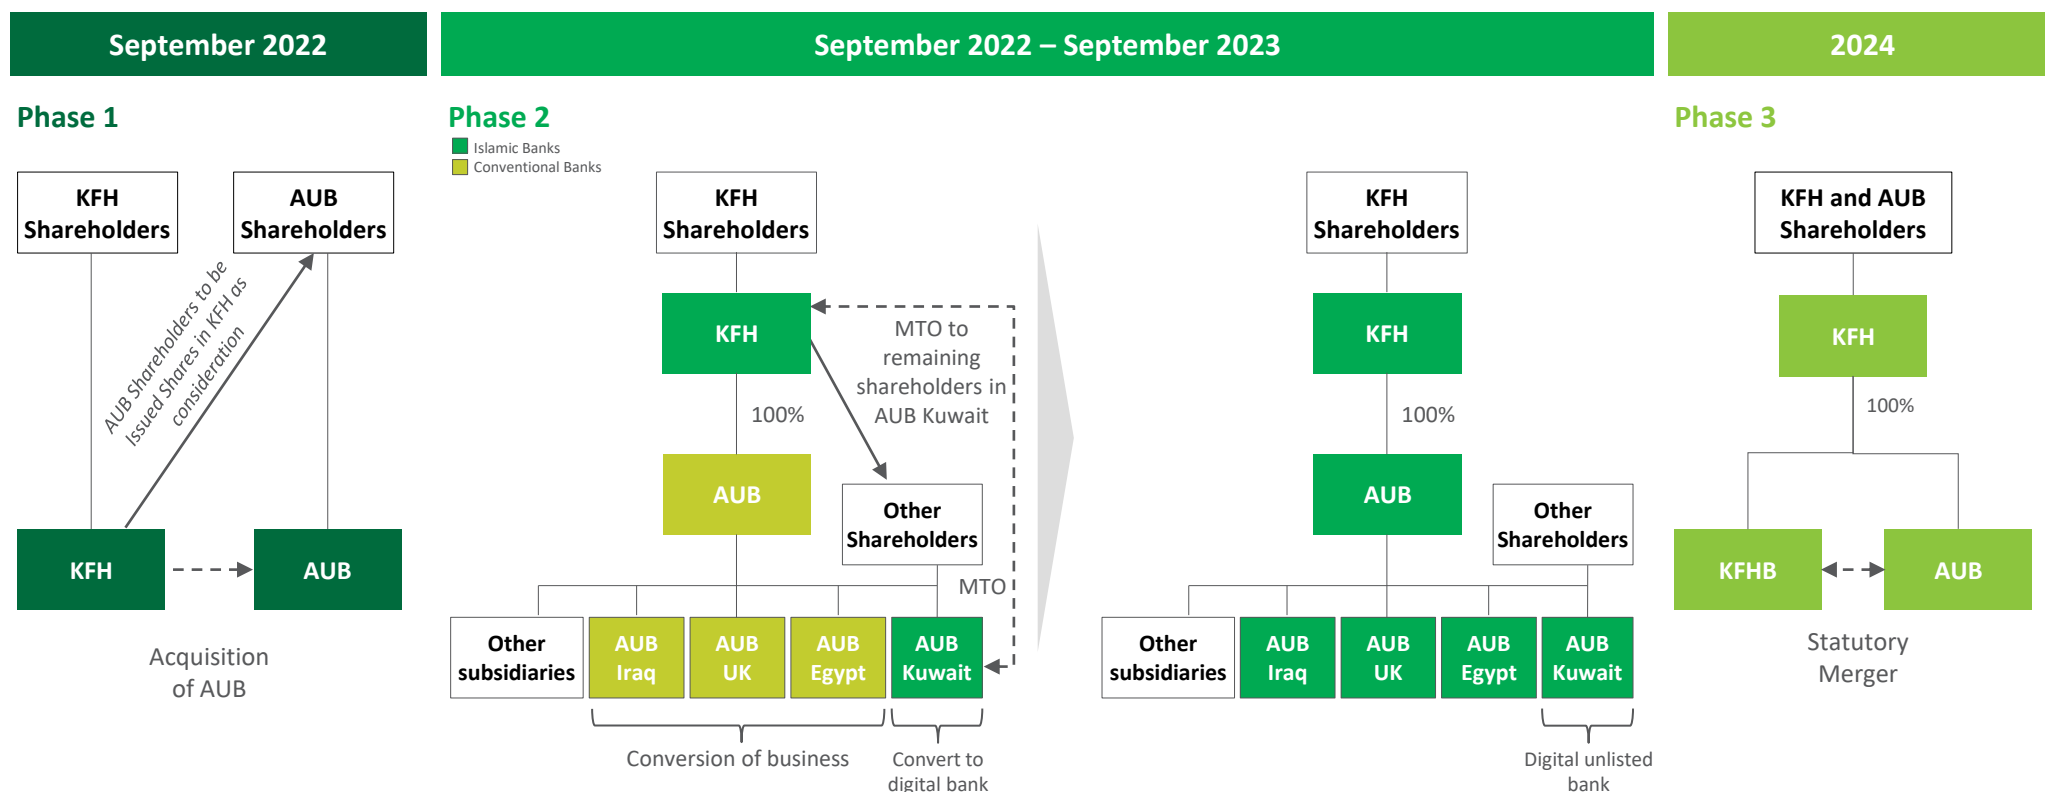 September 2022
September 2022 – September 2023
2024
Phase 1
KFH
Shareholders
AUB
Shareholders
AUB Shareholders to be
Issued Shares in KFH as
consideration
KFH
AUB
Acquisition
of AUB
Phase 2
Islamic Banks
Conventional Banks
KFH
Shareholders
KFH
MTO to
remaining
shareholders in
AUB Kuwait
100%
AUB
Other
Shareholders
MTO
Other
subsidiaries
AUB
Iraq
AUB
UK
AUB
Egypt
AUB
Kuwait
Conversion of business
Convert to
digital bank
KFH
Shareholders
KFH
100%
AUB
Other
Shareholders
Other
subsidiaries
AUB
Iraq
AUB
UK
AUB
Egypt
AUB
Kuwait
Digital unlisted
bank
Phase 3
KFH and AUB
Shareholders
KFH
100%
KFHB
AUB
Statutory
Merger